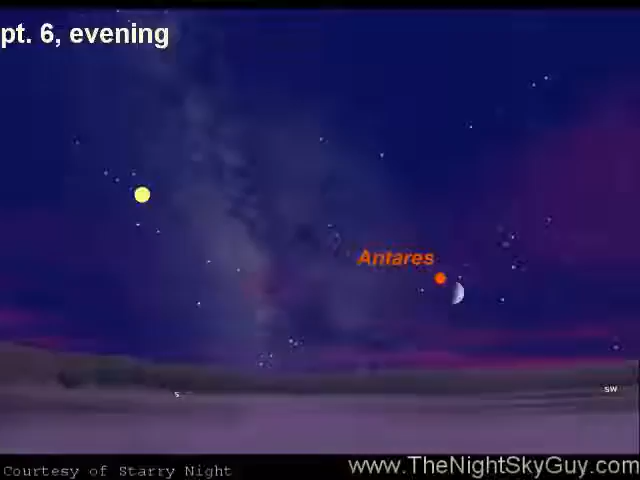 pt. 6, evening
Antares
S
SW
Courtesy of Starry Night
www.TheNightSkyGuy.com